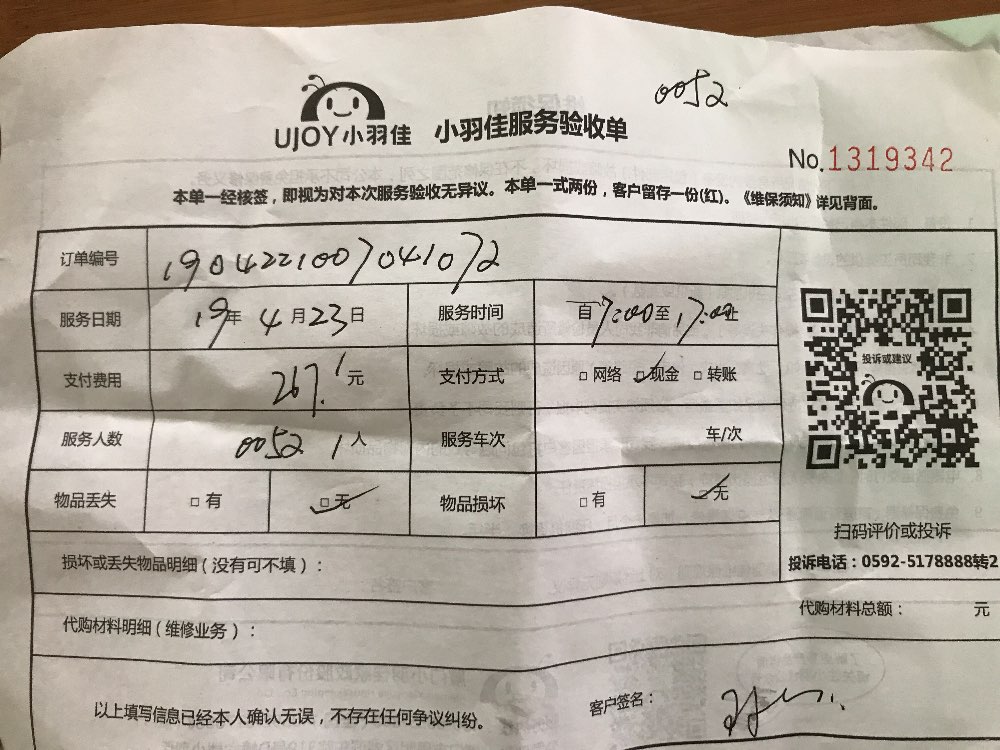 0052
UJOY小羽佳 小羽佳服务验收单
No.1319342
本单一经核签，即视为对本次服务验收无异议。本单一式两份，客户留存一份(红)。《维保须知》详见背面。
订单编号 1904221007041072
服务日期 19年4月23日 服务时间 自7:00至17:00止
支付费用 267.元 支付方式 □网络 □现金 □转账
投诉或建议
服务人数 0052 1人 服务车次 车/次
物品丢失 □有 □无 物品损坏 □有 □无
扫码评价或投诉
损坏或丢失物品明细(没有可不填)：
投诉电话：0592-5178888转2
代购材料总额： 元
代购材料明细(维修业务)：
以上填写信息已经本人确认无误，不存在任何争议纠纷。 客户签名：